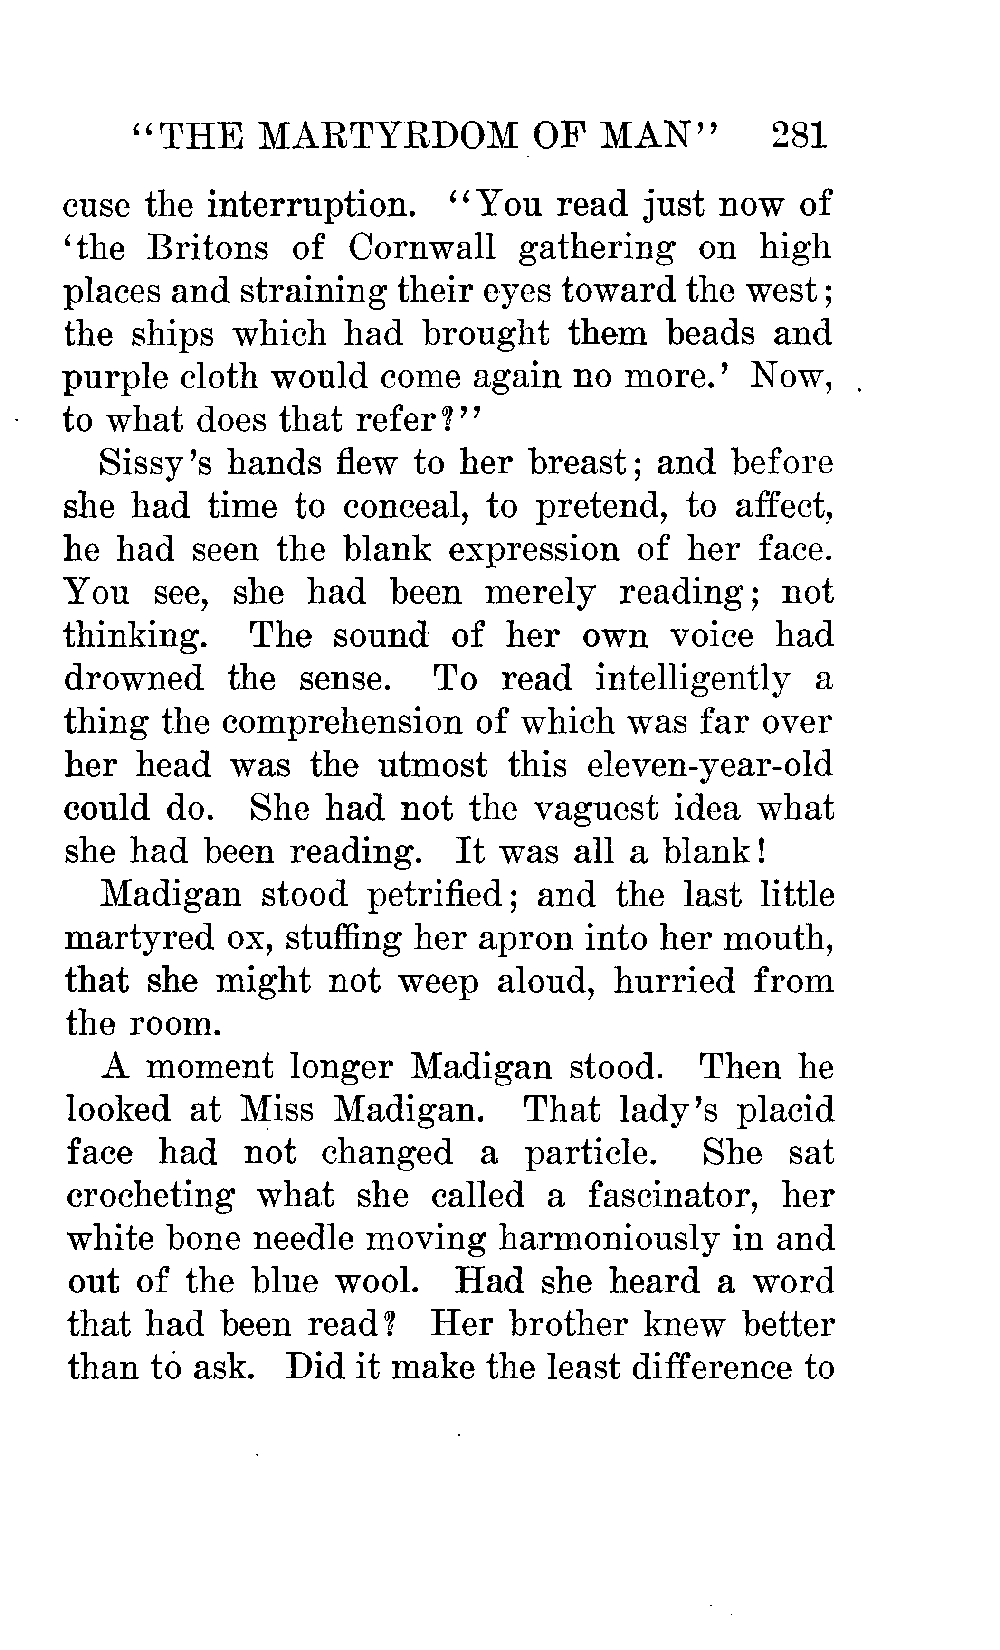 “THE MARTYRDOM OF MAN” 281
cuse the interruption. “You read just now of
‘the Britons of Cornwall gathering on high
places and straining their eyes toward the west;
the ships which had brought them beads and
purple cloth would come again no more.’ Now,
to what does that refer?”
Sissy’s hands flew to her breast; and before
she had time to conceal, to pretend, to affect,
he had seen the blank expression of her face.
You see, she had been merely reading; not
thinking. The sound of her own voice had
drowned the sense. To read intelligently a
thing the comprehension of which was far over
her head was the utmost this eleven-year-old
could do. She had not the vaguest idea what
she had been reading. It was all a blank!
Madigan stood petrified; and the last little
martyred ox, stuffing her apron into her mouth,
that she might not weep aloud, hurried from
the room.
A moment longer Madigan stood. Then he
looked at Miss Madigan. That lady’s placid
face had not changed a particle. She sat
crocheting what she called a fascinator, her
white bone needle moving harmoniously in and
out of the blue wool. Had she heard a word
that had been read? Her brother knew better
than to ask. Did it make the least difference to